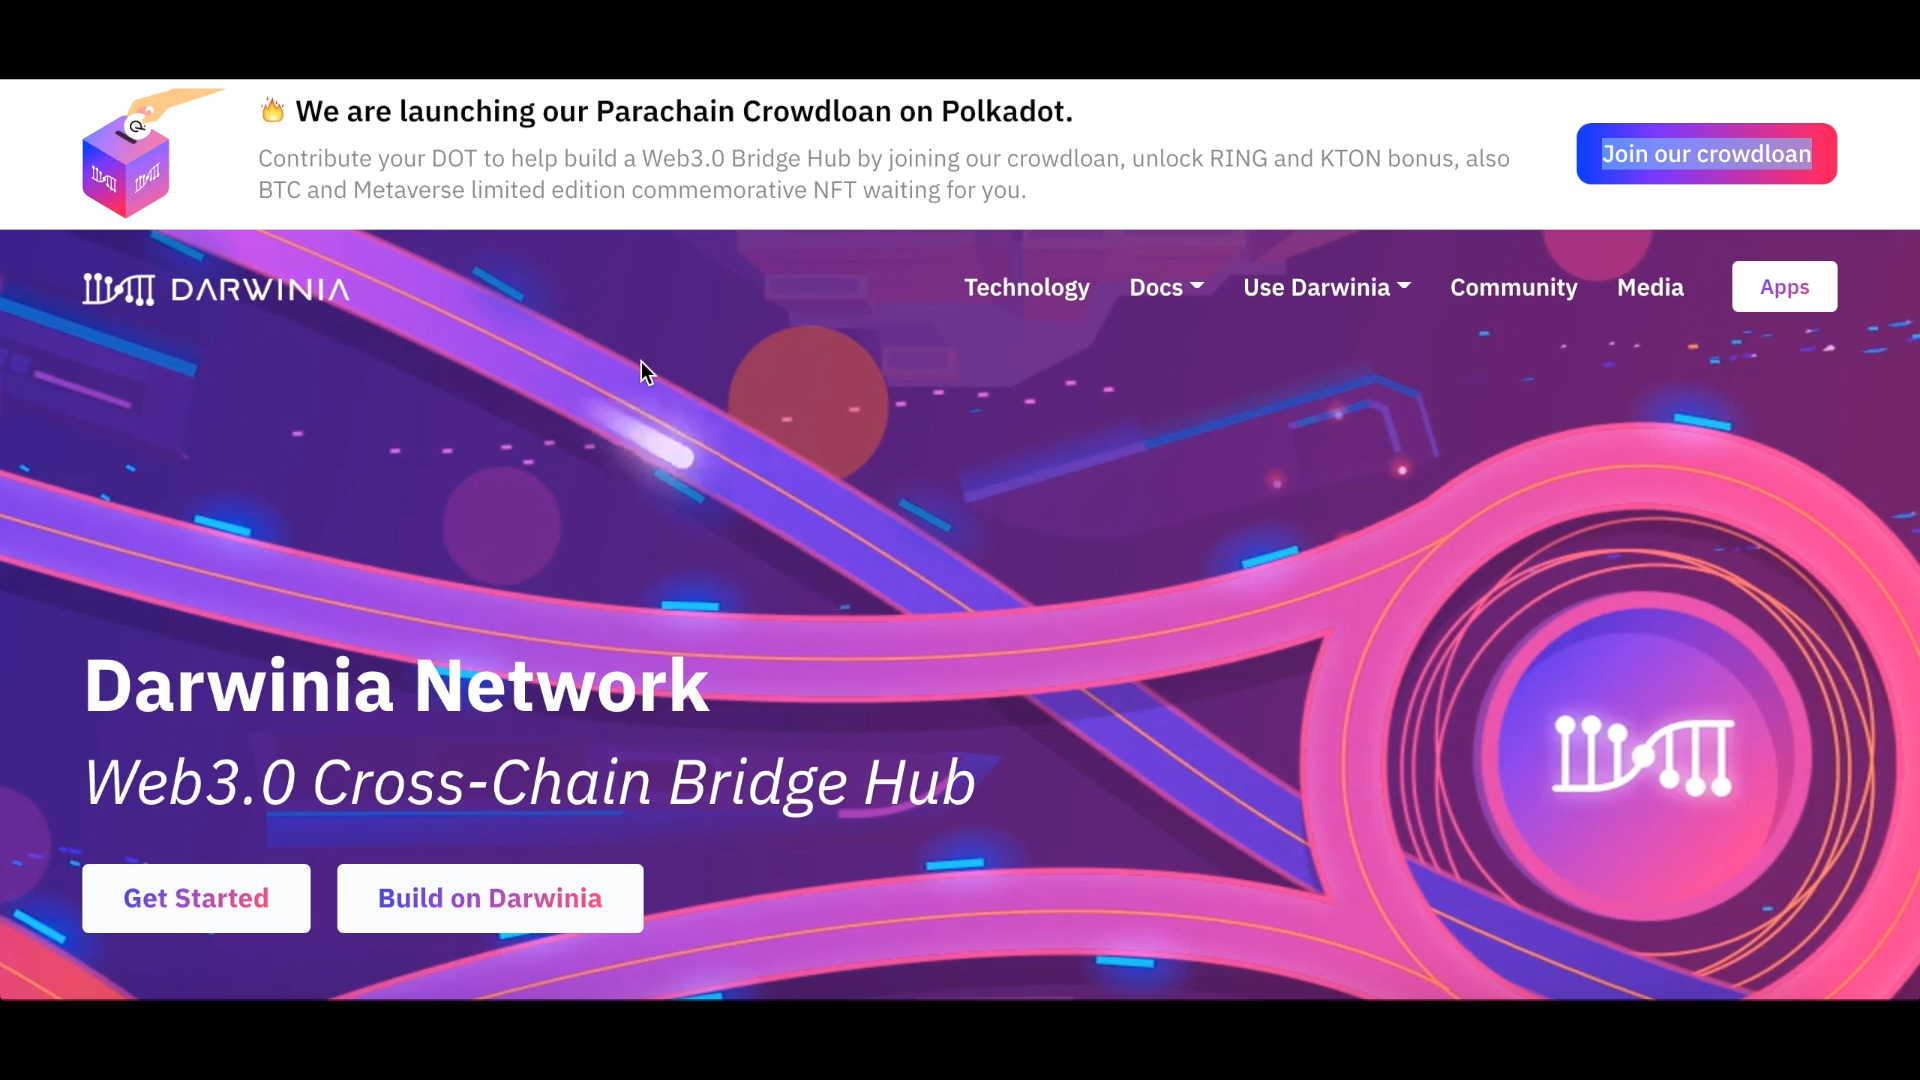 🔥 We are launching our Parachain Crowdloan on Polkadot.
Contribute your DOT to help build a Web3.0 Bridge Hub by joining our crowdloan, unlock RING and KTON bonus, also
BTC and Metaverse limited edition commemorative NFT waiting for you.
Join our crowdloan
DARWINIA
Technology
Docs
Use Darwinia
Community
Media
Apps
Darwinia Network
Web3.0 Cross-Chain Bridge Hub
Get Started
Build on Darwinia